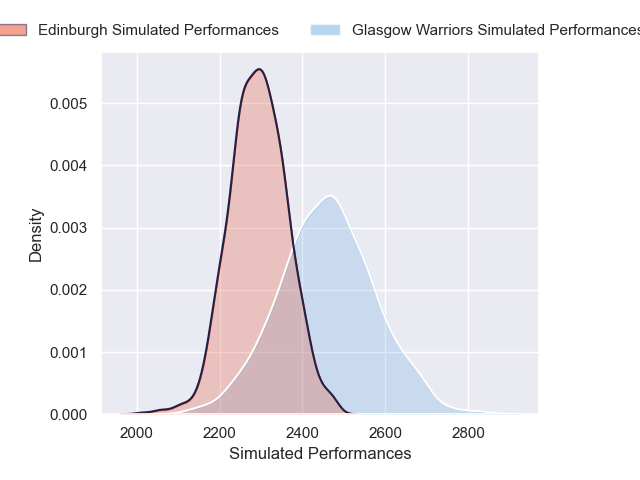 Edinburgh Simulated Performances
Glasgow Warriors Simulated Performances
0.005
0.004
0.003
0.002
0.001
0.000
Density
2000 2200 2400 2600 2800
Simulated Performances